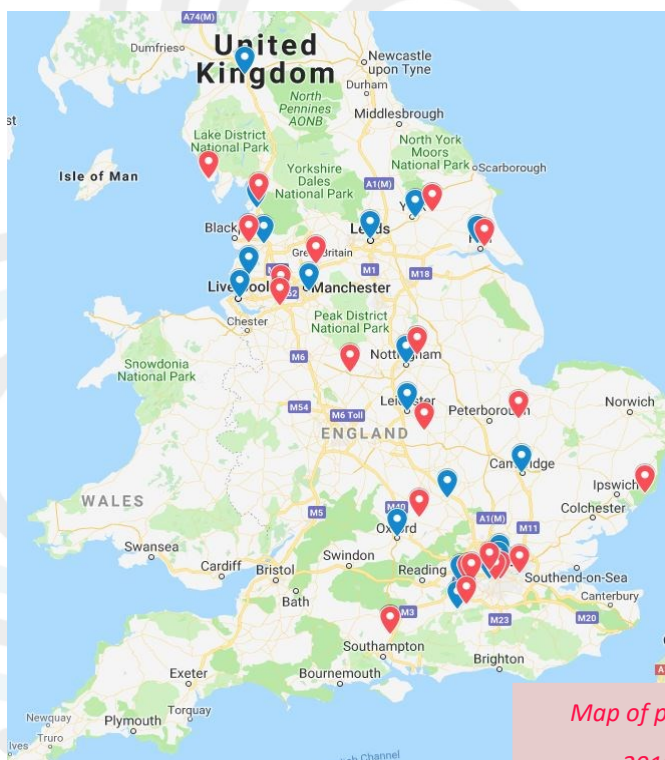 A74(M)
Dumfries
United
Kingdom
Newcastle
upon Tyne
North
Pennines
AONB
Durham
Middlesbrough
Lake District
National Park
North York
Moors
National Park
Scarborough
st
Isle of Man
Yorkshire
Dales
National Park
A1(M)
Leeds
Great Britain
M1
M18
Manchester
Chester
Peak District
National Park
Snowdonia
National Park
M6
Nottingham
M54
M6 Toll
Leicester
Peterborough
Norwich
ENGLAND
Cambridge
Ipswich
WALES
M5
M40
Colchester
Oxford
A1(M)
M11
Swansea
Cardiff
Swindon
Bristol
Reading
Southend-on-Sea
Bath
Canterbury
M3
M23
M20
Southampton
Brighton
Exeter
Bournemouth
Newquay
Torquay
Plymouth
Truro
Ives
Channel
Map of p